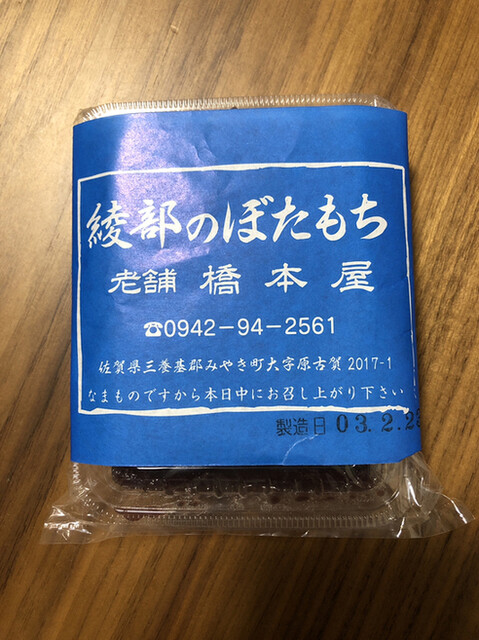 綾部のぼたもち
老舗 橋本屋
☎0942-94-2561
佐賀県三養基郡みやき町大字原古賀 2017-1
なまものですから本日中にお召し上がり下さい
製造日 03.2.2